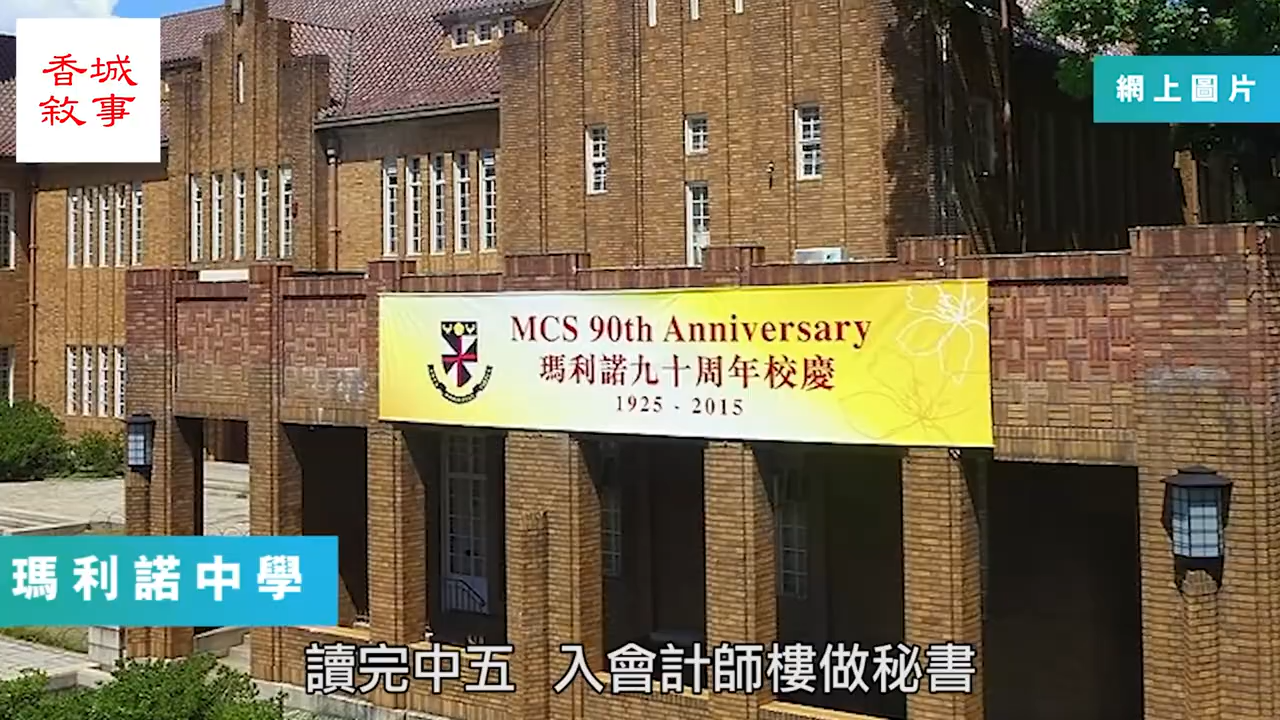 香城
敘事
網上圖片
MCS 90th Anniversary
瑪利諾九十周年校慶
1925 - 2015
瑪利諾中學
讀完中五 入會計師樓做秘書